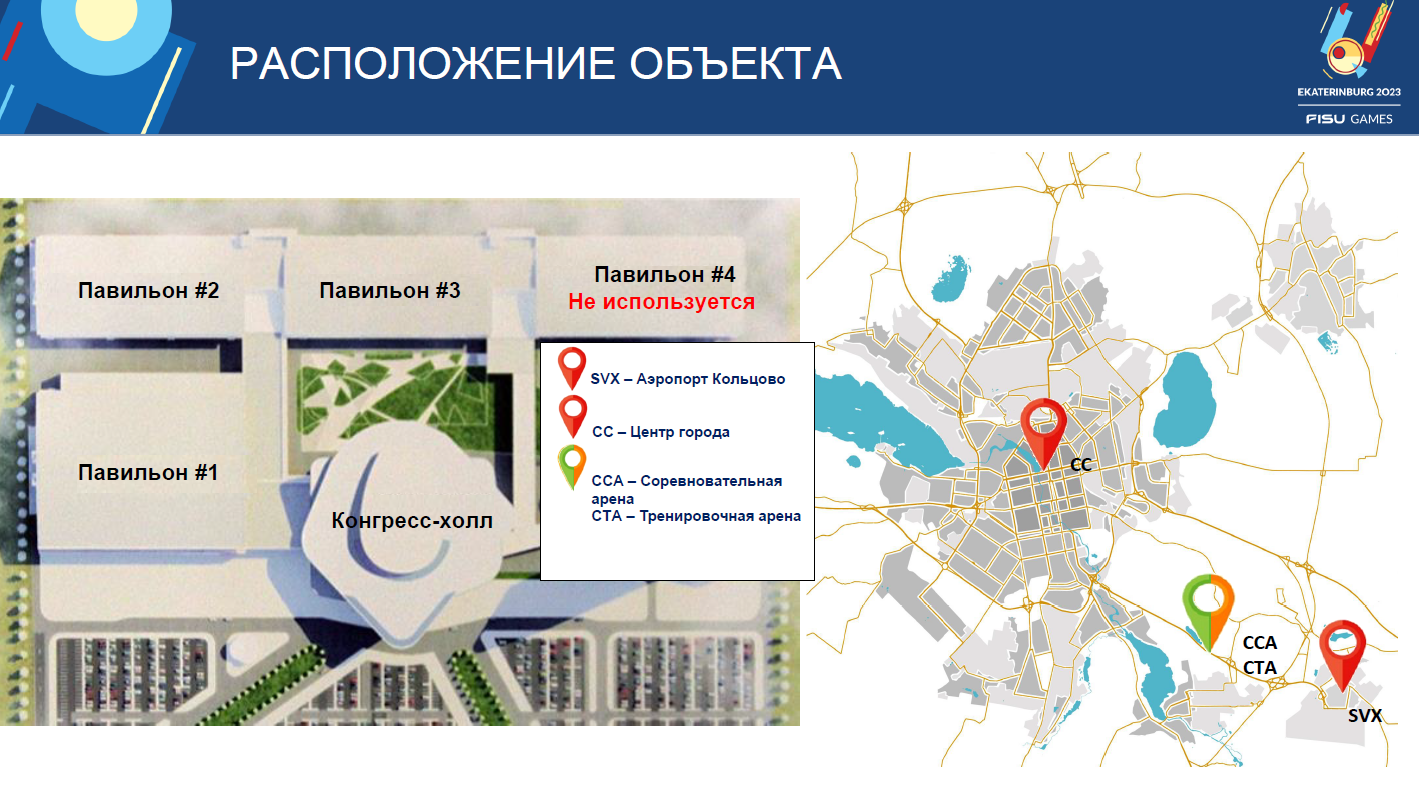 РАСПОЛОЖЕНИЕ ОБЪЕКТА
EKATERINBURG 2023
FISU GAMES
Павильон #2
Павильон #3
Павильон #4
Не используется
Павильон #1
Конгресс-холл
SVX – Аэропорт Кольцово
CC – Центр города
CCA – Соревновательная
арена
CTA – Тренировочная арена
CC
CCA
CTA
SVX